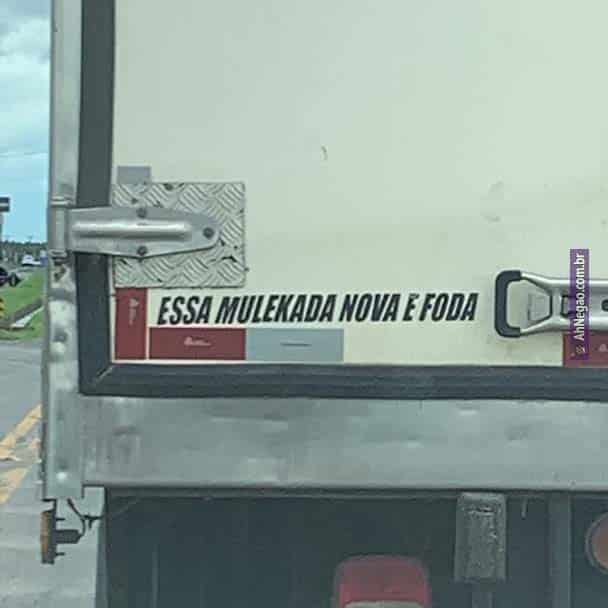 ESSA MULEKADA NOVA É FODA
AhNegao.com.br